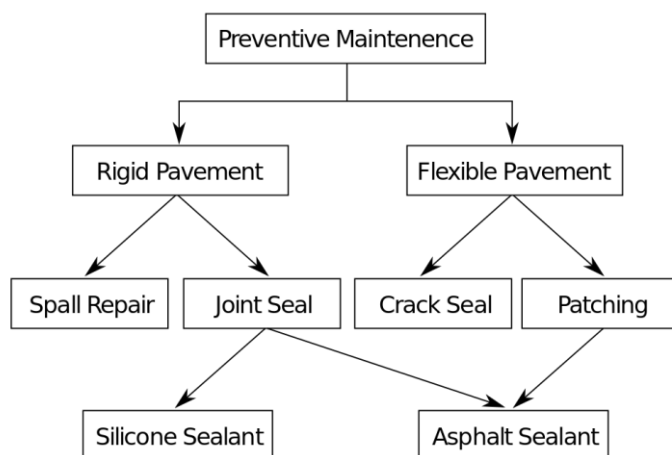 Preventive Maintenence
Rigid Pavement
Flexible Pavement
Spall Repair
Joint Seal
Crack Seal
Patching
Silicone Sealant
Asphalt Sealant